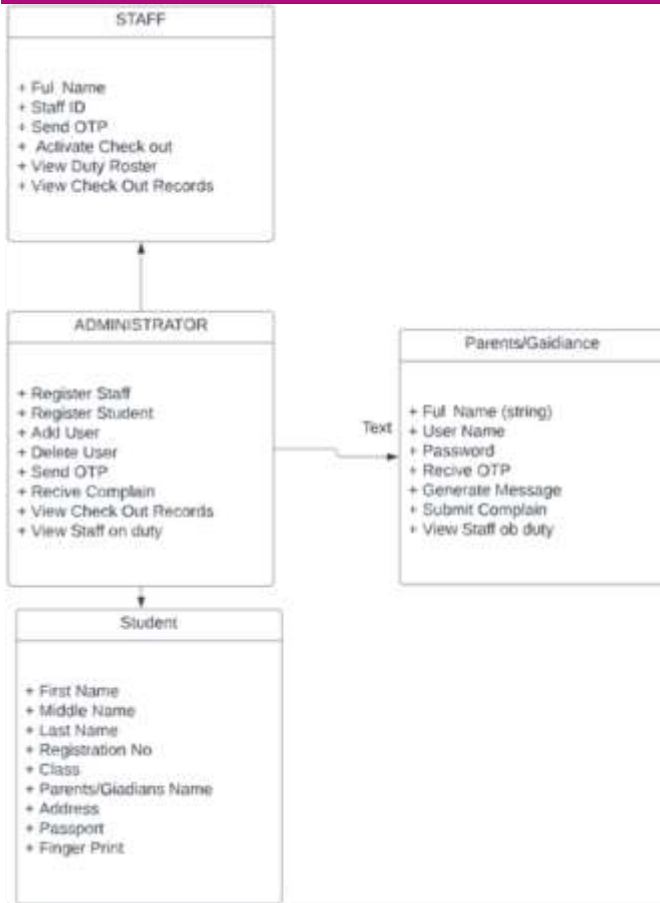 STAFF
+ Ful Name
+ Staff ID
+ Send OTP
+ Activate Check out
+ View Duty Roster
+ View Check Out Records
ADMINISTRATOR
+ Register Staff
+ Register Student
+ Add User
+ Delete User
+ Send OTP
+ Recive Complain
+ View Check Out Records
+ View Staff on duty
Text
Parents/Gaidiance
+ Ful Name (string)
+ User Name
+ Password
+ Recive OTP
+ Generate Message
+ Submit Complain
+ View Staff ob duty
Student
+ First Name
+ Middle Name
+ Last Name
+ Registration No
+ Class
+ Parents/Giadians Name
+ Address
+ Passport
+ Finger Print